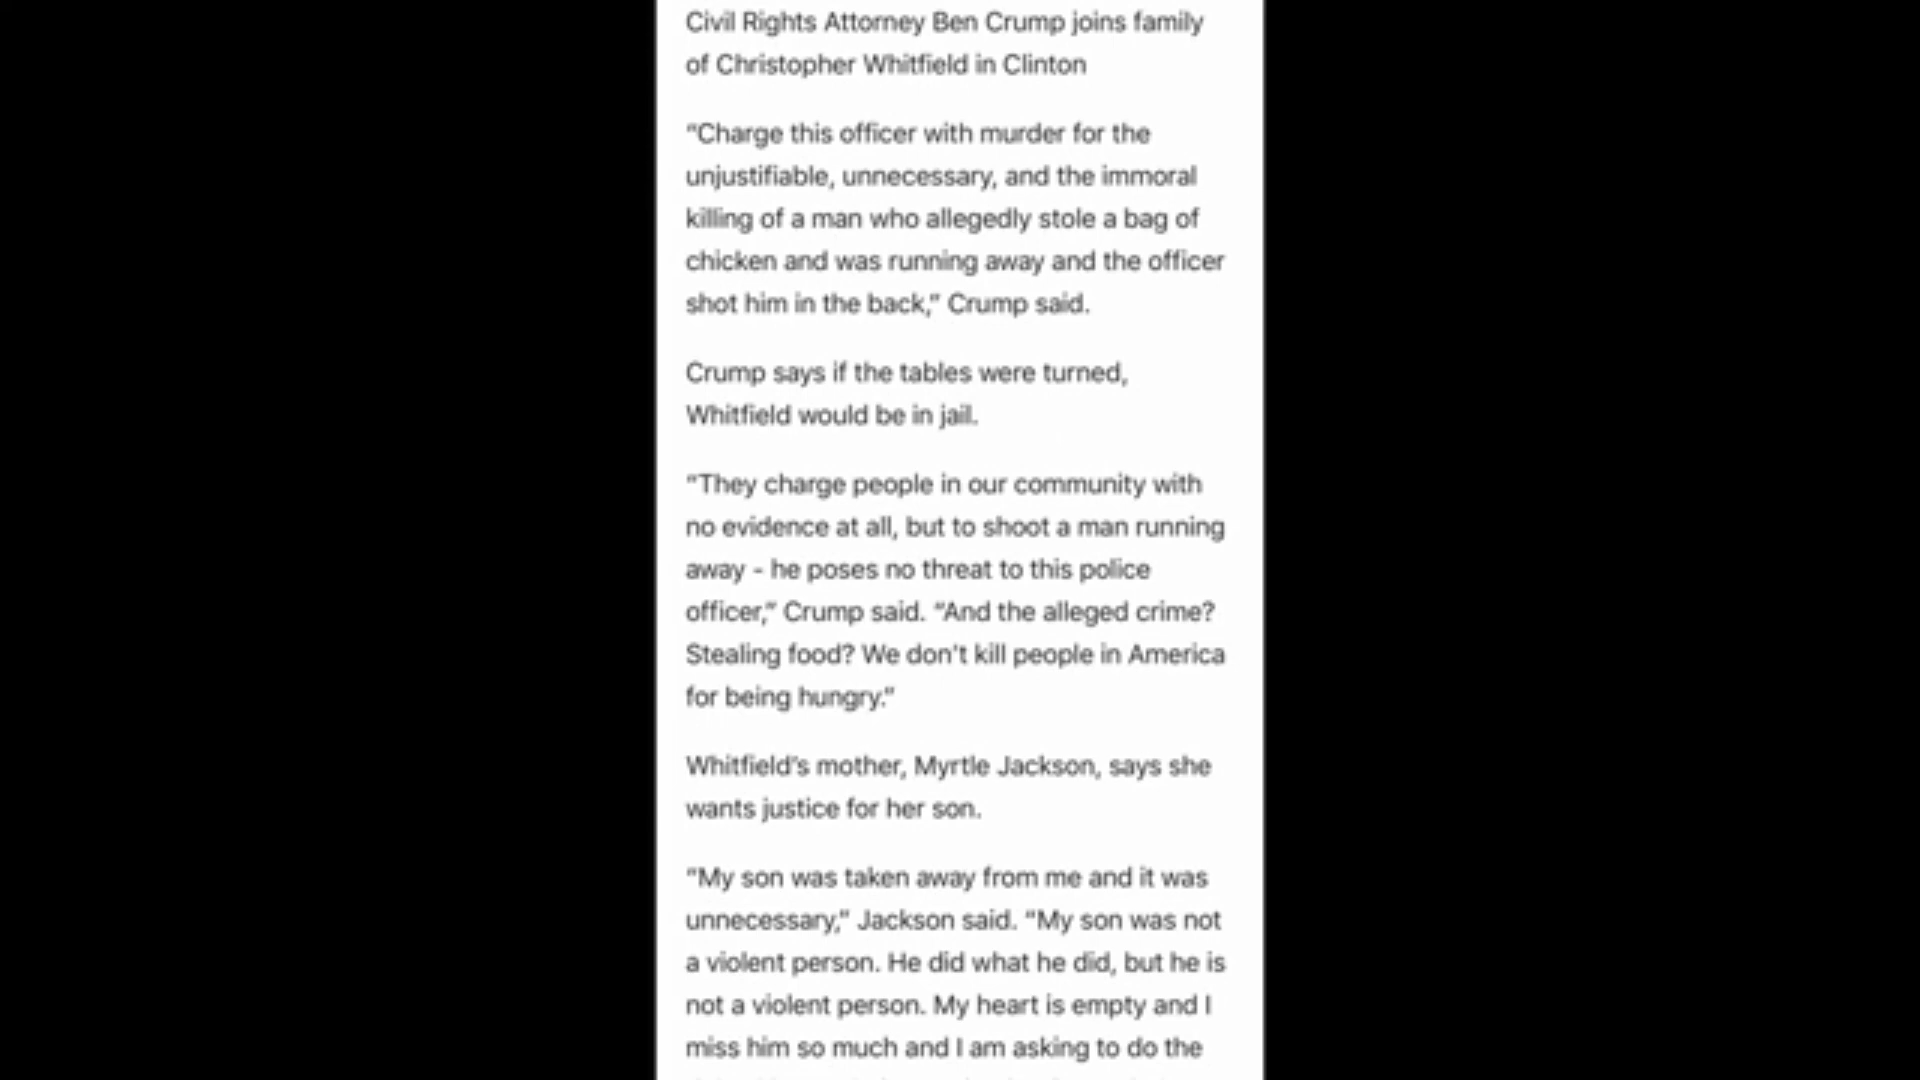 Civil Rights Attorney Ben Crump joins family
of Christopher Whitfield in Clinton
“Charge this officer with murder for the
unjustifiable, unnecessary, and the immoral
killing of a man who allegedly stole a bag of
chicken and was running away and the officer
shot him in the back,” Crump said.
Crump says if the tables were turned,
Whitfield would be in jail.
“They charge people in our community with
no evidence at all, but to shoot a man running
away - he poses no threat to this police
officer,” Crump said. “And the alleged crime?
Stealing food? We don't kill people in America
for being hungry.”
Whitfield’s mother, Myrtle Jackson, says she
wants justice for her son.
“My son was taken away from me and it was
unnecessary,” Jackson said. “My son was not
a violent person. He did what he did, but he is
not a violent person. My heart is empty and I
miss him so much and I am asking to do the